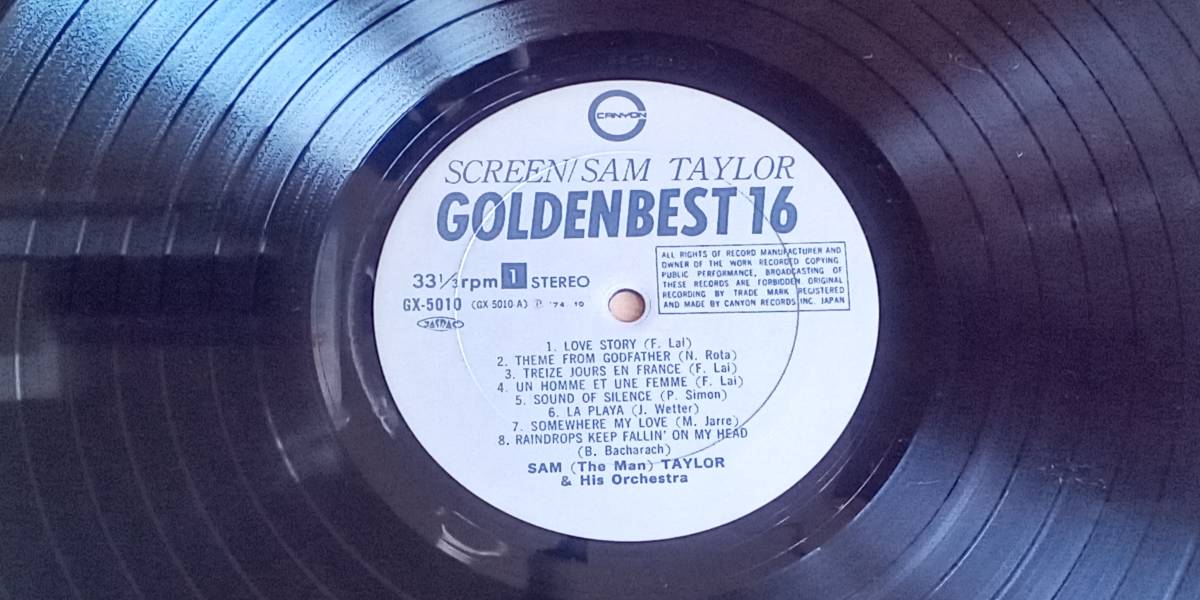 CANYON
SCREEN/SAM TAYLOR
GOLDENBEST 16
33⅓rpm 1 STEREO
GX-5010 (GX 5010-A) Ⓟ '74.10
JASRAC
ALL RIGHTS OF RECORD MANUFACTURER AND
OWNER OF THE WORK RECORDED COPYING.
PUBLIC PERFORMANCE, BROADCASTING OF
THESE RECORDS ARE FORBIDDEN ORIGINAL
RECORDING BY TRADE MARK REGISTERED
AND MADE BY CANYON RECORDS INC. JAPAN
1. LOVE STORY (F. Lai)
2. THEME FROM GODFATHER (N. Rota)
3. TREIZE JOURS EN FRANCE (F. Lai)
4. UN HOMME ET UNE FEMME (F. Lai)
5. SOUND OF SILENCE (P. Simon)
6. LA PLAYA (J. Wetter)
7. SOMEWHERE MY LOVE (M. Jarre)
8. RAINDROPS KEEP FALLIN' ON MY HEAD
(B. Bacharach)
SAM (The Man) TAYLOR
& His Orchestra